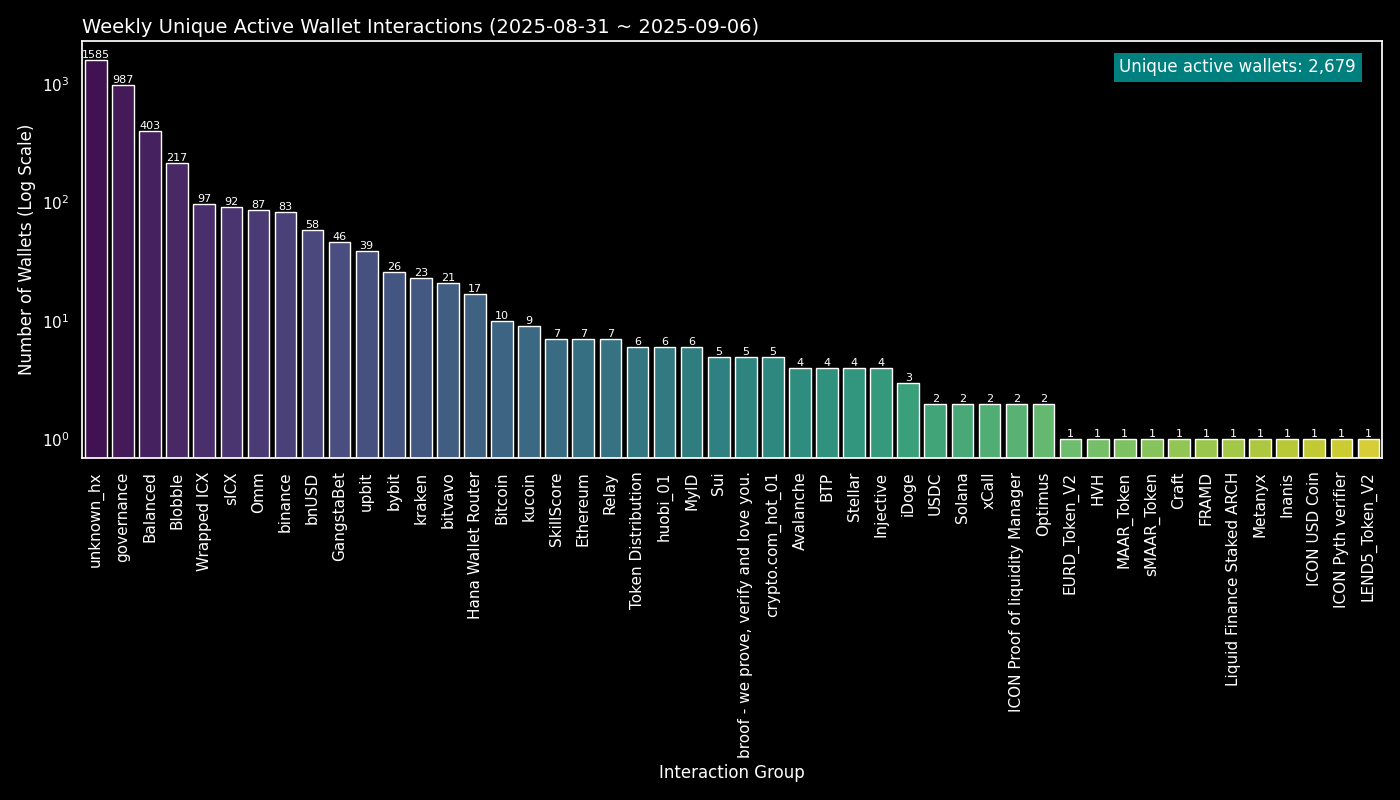 Weekly Unique Active Wallet Interactions (2025-08-31 ~ 2025-09-06)
Unique active wallets: 2,679
Number of Wallets (Log Scale)
10³
10²
10¹
10⁰
1585
987
403
217
97
92
87
83
58
46
39
26
23
21
17
10
9
7
7
7
6
6
6
5
5
5
4
4
4
4
3
2
2
2
2
2
1
1
1
1
1
1
1
1
1
1
1
1
unknown_hx
governance
Balanced
Blobble
Wrapped ICX
sICX
Omm
binance
bnUSD
GangstaBet
upbit
bybit
kraken
bitvavo
Hana Wallet Router
Bitcoin
kucoin
SkillScore
Ethereum
Relay
Token Distribution
huobi_01
MyID
Sui
broof - we prove, verify and love you.
crypto.com_hot_01
Avalanche
BTP
Stellar
Injective
iDoge
USDC
Solana
xCall
ICON Proof of liquidity Manager
Optimus
EURD_Token_V2
HVH
MAAR_Token
sMAAR_Token
Craft
FRAMD
Liquid Finance Staked ARCH
Metanyx
Inanis
ICON USD Coin
ICON Pyth verifier
LEND5_Token_V2
Interaction Group